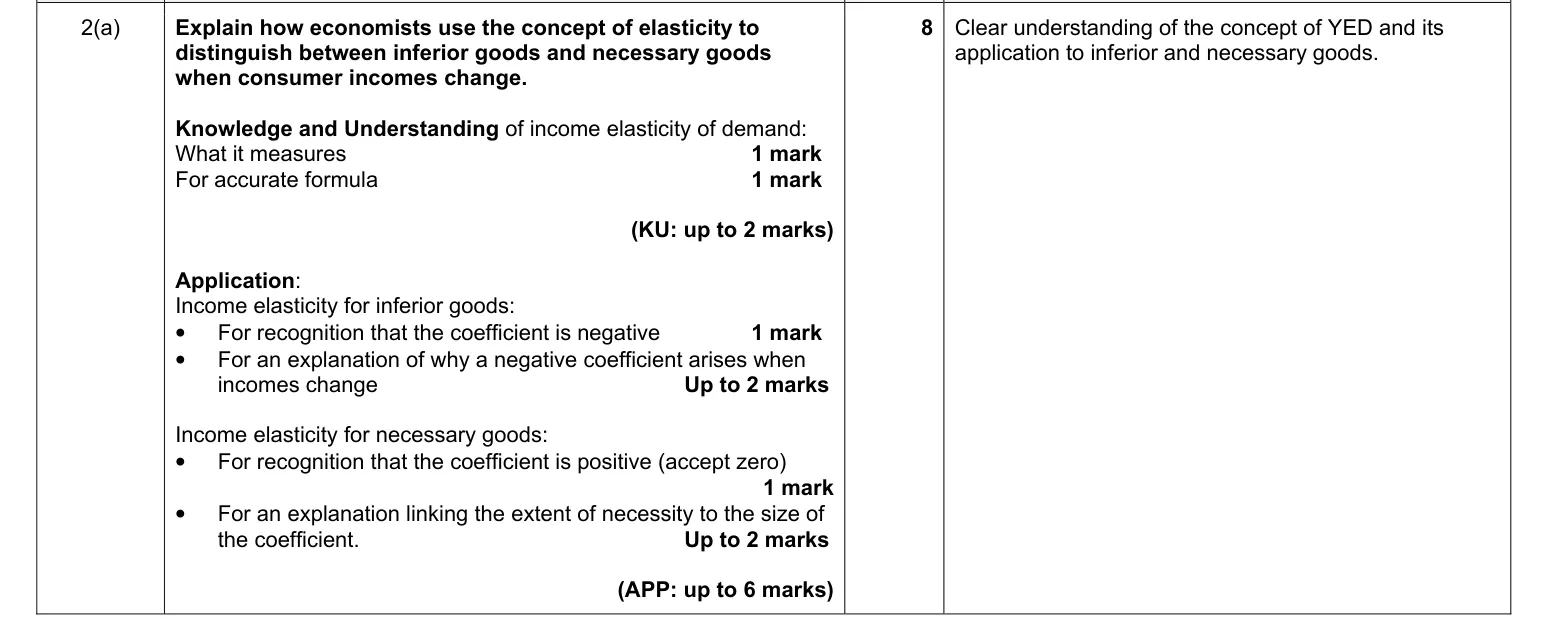 2(a)
Explain how economists use the concept of elasticity to
distinguish between inferior goods and necessary goods
when consumer incomes change.
Knowledge and Understanding of income elasticity of demand:
What it measures 1 mark
For accurate formula 1 mark
(KU: up to 2 marks)
Application:
Income elasticity for inferior goods:
• For recognition that the coefficient is negative 1 mark
• For an explanation of why a negative coefficient arises when
incomes change Up to 2 marks
Income elasticity for necessary goods:
• For recognition that the coefficient is positive (accept zero)
1 mark
• For an explanation linking the extent of necessity to the size of
the coefficient. Up to 2 marks
(APP: up to 6 marks)
8
Clear understanding of the concept of YED and its
application to inferior and necessary goods.